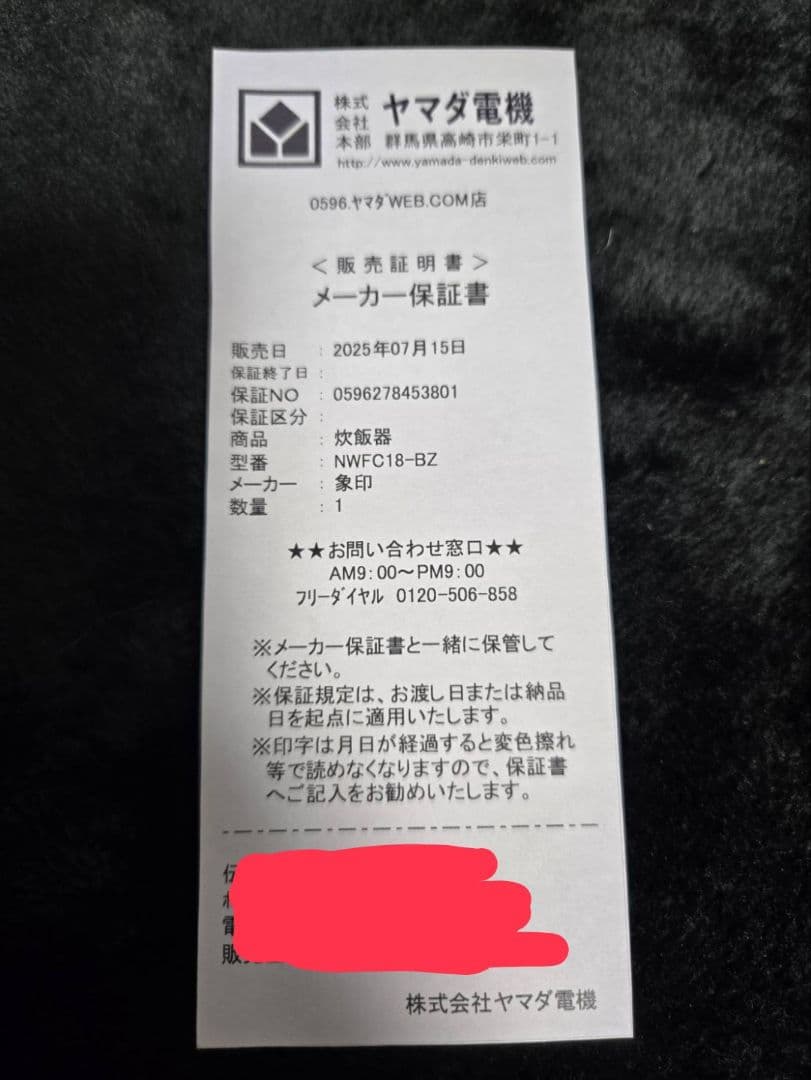 株式会社 ヤマダ電機
本部 群馬県高崎市栄町1-1
http://www.yamada-denkiweb.com
0596.ﾔﾏﾀﾞWEB.COM店
＜販売証明書＞
メーカー保証書
販売日 : 2025年07月15日
保証終了日 :
保証NO : 0596278453801
保証区分 :
商品 : 炊飯器
型番 : NWFC18-BZ
メーカー : 象印
数量 : 1
★★お問い合わせ窓口★★
AM9:00～PM9:00
ﾌﾘｰﾀﾞｲﾔﾙ 0120-506-858
※メーカー保証書と一緒に保管して
ください。
※保証規定は、お渡し日または納品
日を起点に適用いたします。
※印字は月日が経過すると変色擦れ
等で読めなくなりますので、保証書
へご記入をお勧めいたします。
株式会社ヤマダ電機